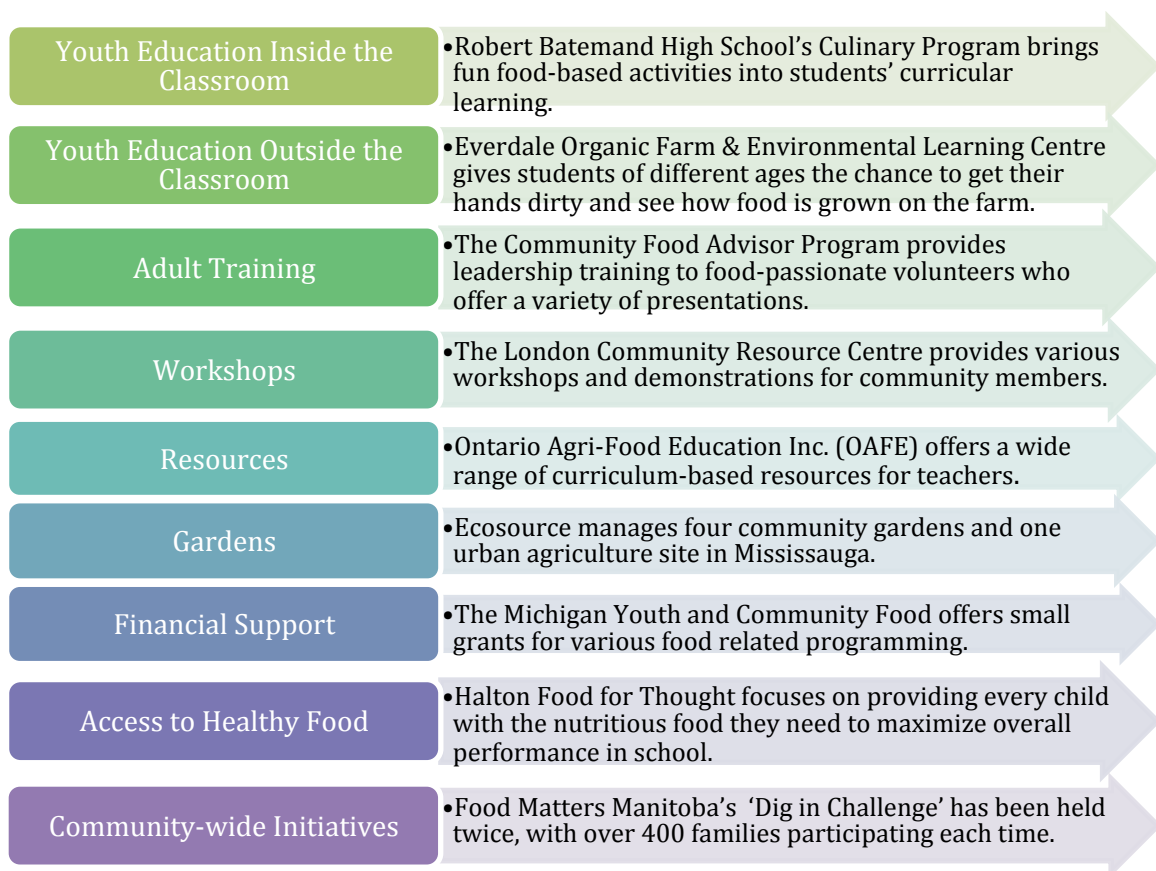 Youth Education Inside the
Classroom
•Robert Batemand High School’s Culinary Program brings
fun food-based activities into students’ curricular
learning.
Youth Education Outside the
Classroom
•Everdale Organic Farm & Environmental Learning Centre
gives students of different ages the chance to get their
hands dirty and see how food is grown on the farm.
Adult Training
•The Community Food Advisor Program provides
leadership training to food-passionate volunteers who
offer a variety of presentations.
Workshops
•The London Community Resource Centre provides various
workshops and demonstrations for community members.
Resources
•Ontario Agri-Food Education Inc. (OAFE) offers a wide
range of curriculum-based resources for teachers.
Gardens
•Ecosource manages four community gardens and one
urban agriculture site in Mississauga.
Financial Support
•The Michigan Youth and Community Food offers small
grants for various food related programming.
Access to Healthy Food
•Halton Food for Thought focuses on providing every child
with the nutritious food they need to maximize overall
performance in school.
Community-wide Initiatives
•Food Matters Manitoba’s ‘Dig in Challenge’ has been held
twice, with over 400 families participating each time.